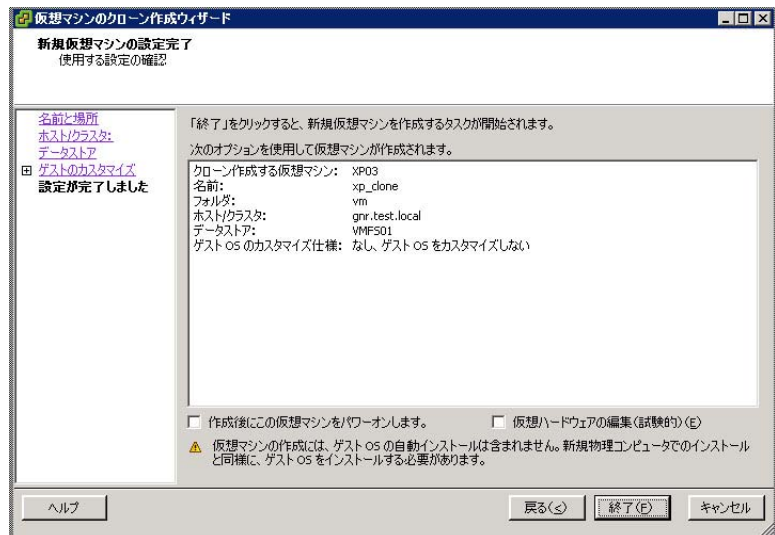 仮想マシンのクローン作成ウィザード
新規仮想マシンの設定完了
使用する設定の確認
名前と場所
ホスト/クラスタ:
データストア
ゲストのカスタマイズ
設定が完了しました
「終了」をクリックすると、新規仮想マシンを作成するタスクが開始されます。
次のオプションを使用して仮想マシンが作成されます。
クローン作成する仮想マシン: XP03
名前: xp_clone
フォルダ: vm
ホスト/クラスタ: gnr.test.local
データストア: VMFS01
ゲスト OS のカスタマイズ仕様: なし、ゲスト OS をカスタマイズしない
作成後にこの仮想マシンをパワーオンします。
仮想ハードウェアの編集(試験的)(E)
仮想マシンの作成には、ゲスト OS の自動インストールは含まれません。新規物理コンピュータでのインストール
と同様に、ゲスト OS をインストールする必要があります。
ヘルプ
戻る(<)
終了(F)
キャンセル